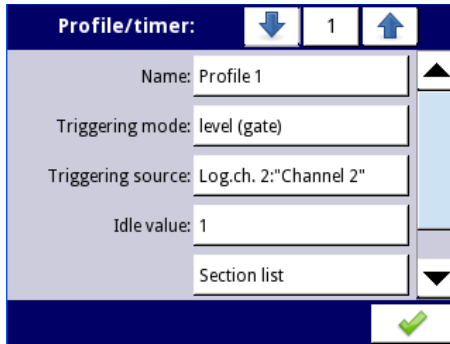 Profile/timer: 1
Name: Profile 1
Triggering mode: level (gate)
Triggering source: Log.ch. 2:"Channel 2"
Idle value: 1
Section list